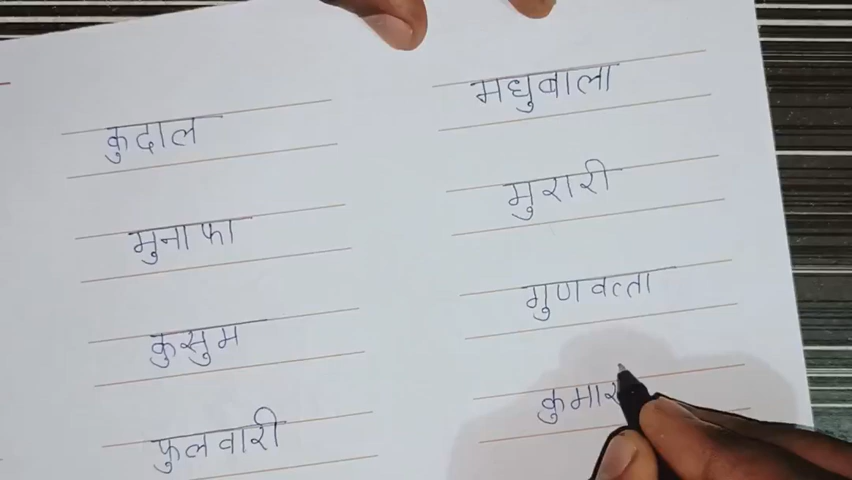 कुदाल
मुनाफा
कुसुम
फुलवारी
मधुबाला
मुरारी
गुणवत्ता